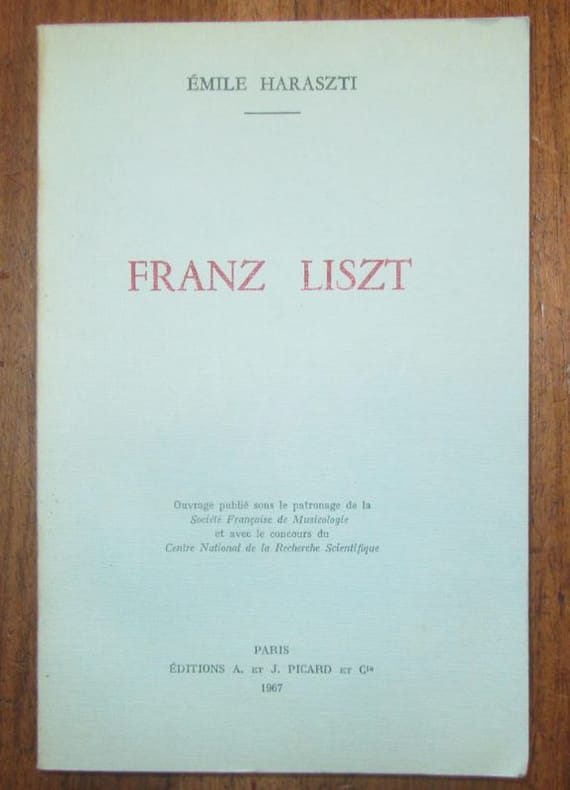 ÉMILE HARASZTI
FRANZ LISZT
Ouvrage publié sous le patronage de la
Société Française de Musicologie
et avec le concours du
Centre National de la Recherche Scientifique
PARIS
ÉDITIONS A. ET J. PICARD ET Cie
1967